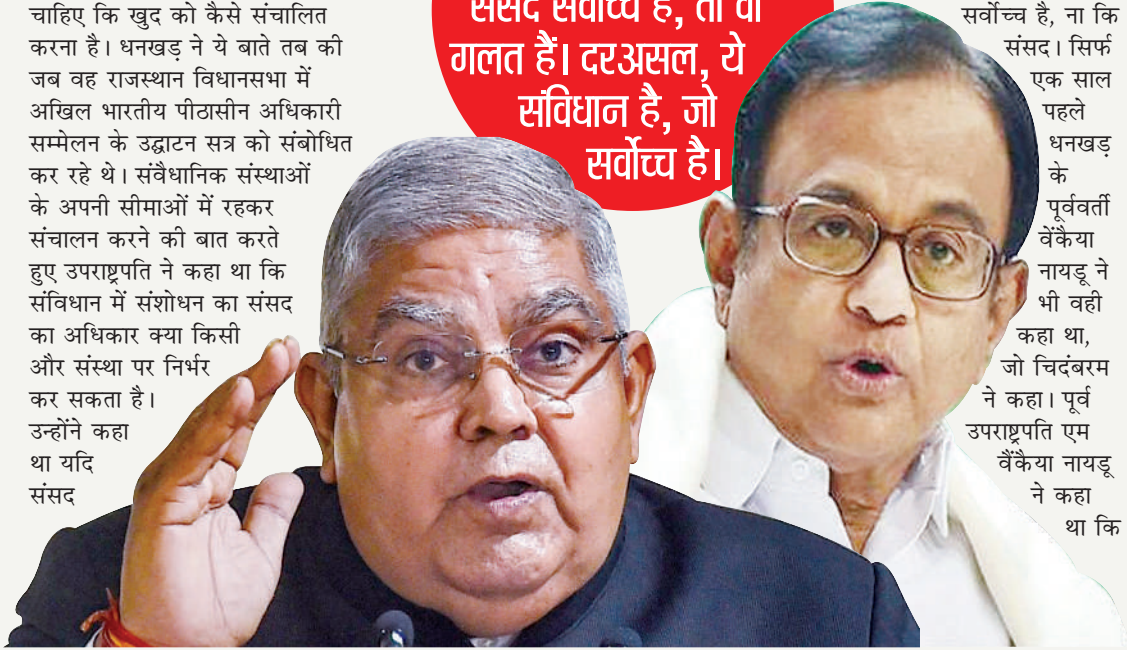 चाहिए कि खुद को कैसे संचालित
करना है। धनखड़ ने ये बाते तब की
जब वह राजस्थान विधानसभा में
अखिल भारतीय पीठासीन अधिकारी
सम्मेलन के उद्घाटन सत्र को संबोधित
कर रहे थे। संवैधानिक संस्थाओं
के अपनी सीमाओं में रहकर
संचालन करने की बात करते
हुए उपराष्ट्रपति ने कहा था कि
संविधान में संशोधन का संसद
का अधिकार क्या किसी
और संस्था पर निर्भर
कर सकता है।
उन्होंने कहा
था यदि
संसद
संसद सर्वोच्च है, तो वो
गलत हैं। दरअसल, ये
संविधान है, जो
सर्वोच्च है।
सर्वोच्च है, ना कि
संसद। सिर्फ
एक साल
पहले
धनखड़
के
पूर्ववर्ती
वेंकैया
नायडू ने
भी वही
कहा था,
जो चिदंबरम
ने कहा। पूर्व
उपराष्ट्रपति एम
वैंकैया नायडू
ने कहा
था कि